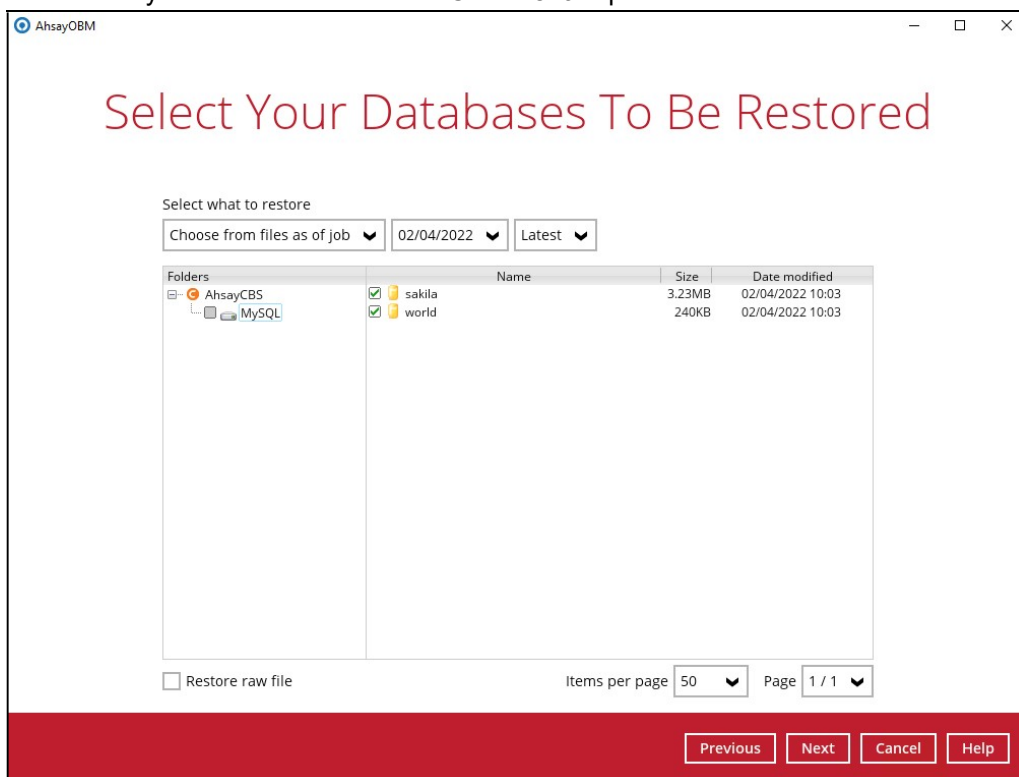 AhsayOBM
Select Your Databases To Be Restored
Select what to restore
Choose from files as of job 02/04/2022 Latest
Folders Name Size Date modified
AhsayCBS sakila 3.23MB 02/04/2022 10:03
MySQL world 240KB 02/04/2022 10:03
Restore raw file Items per page 50 Page 1 / 1
Previous Next Cancel Help